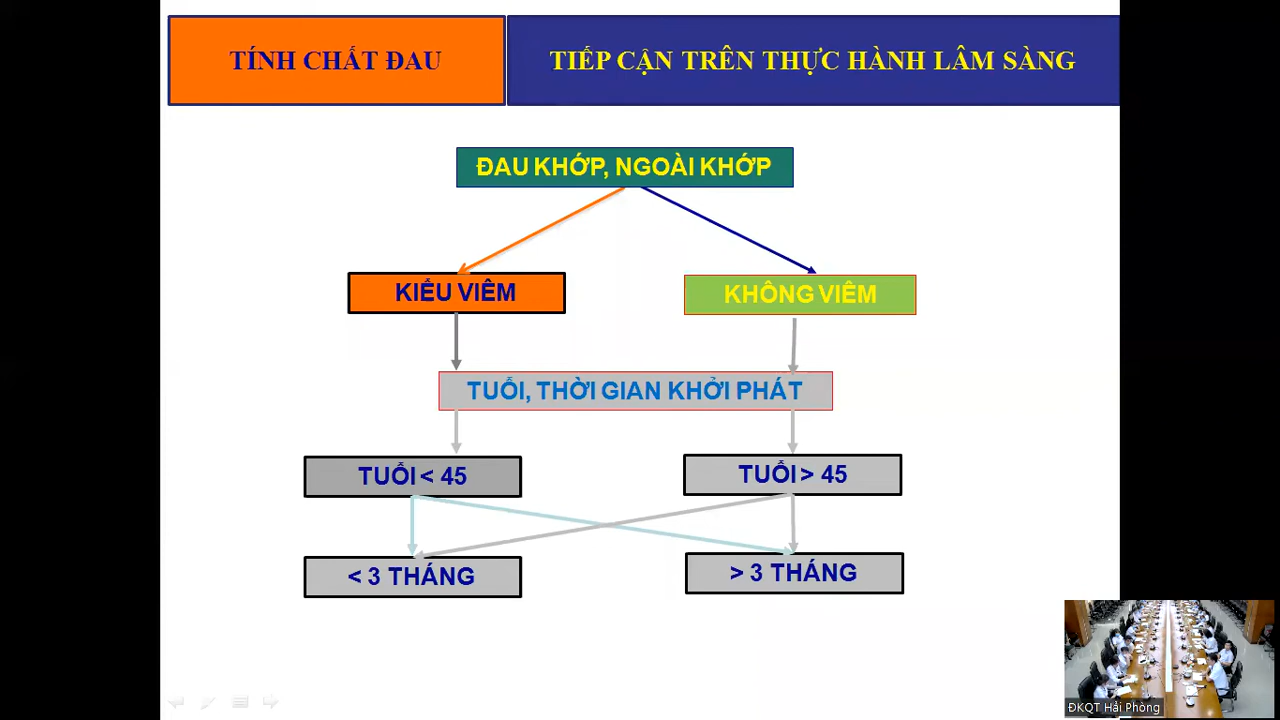 TÍNH CHẤT ĐAU
TIẾP CẬN TRÊN THỰC HÀNH LÂM SÀNG
ĐAU KHỚP, NGOÀI KHỚP
KIỂU VIÊM
KHÔNG VIÊM
TUỔI, THỜI GIAN KHỞI PHÁT
TUỔI < 45
TUỔI > 45
< 3 THÁNG
> 3 THÁNG
ĐKQT Hải Phòng